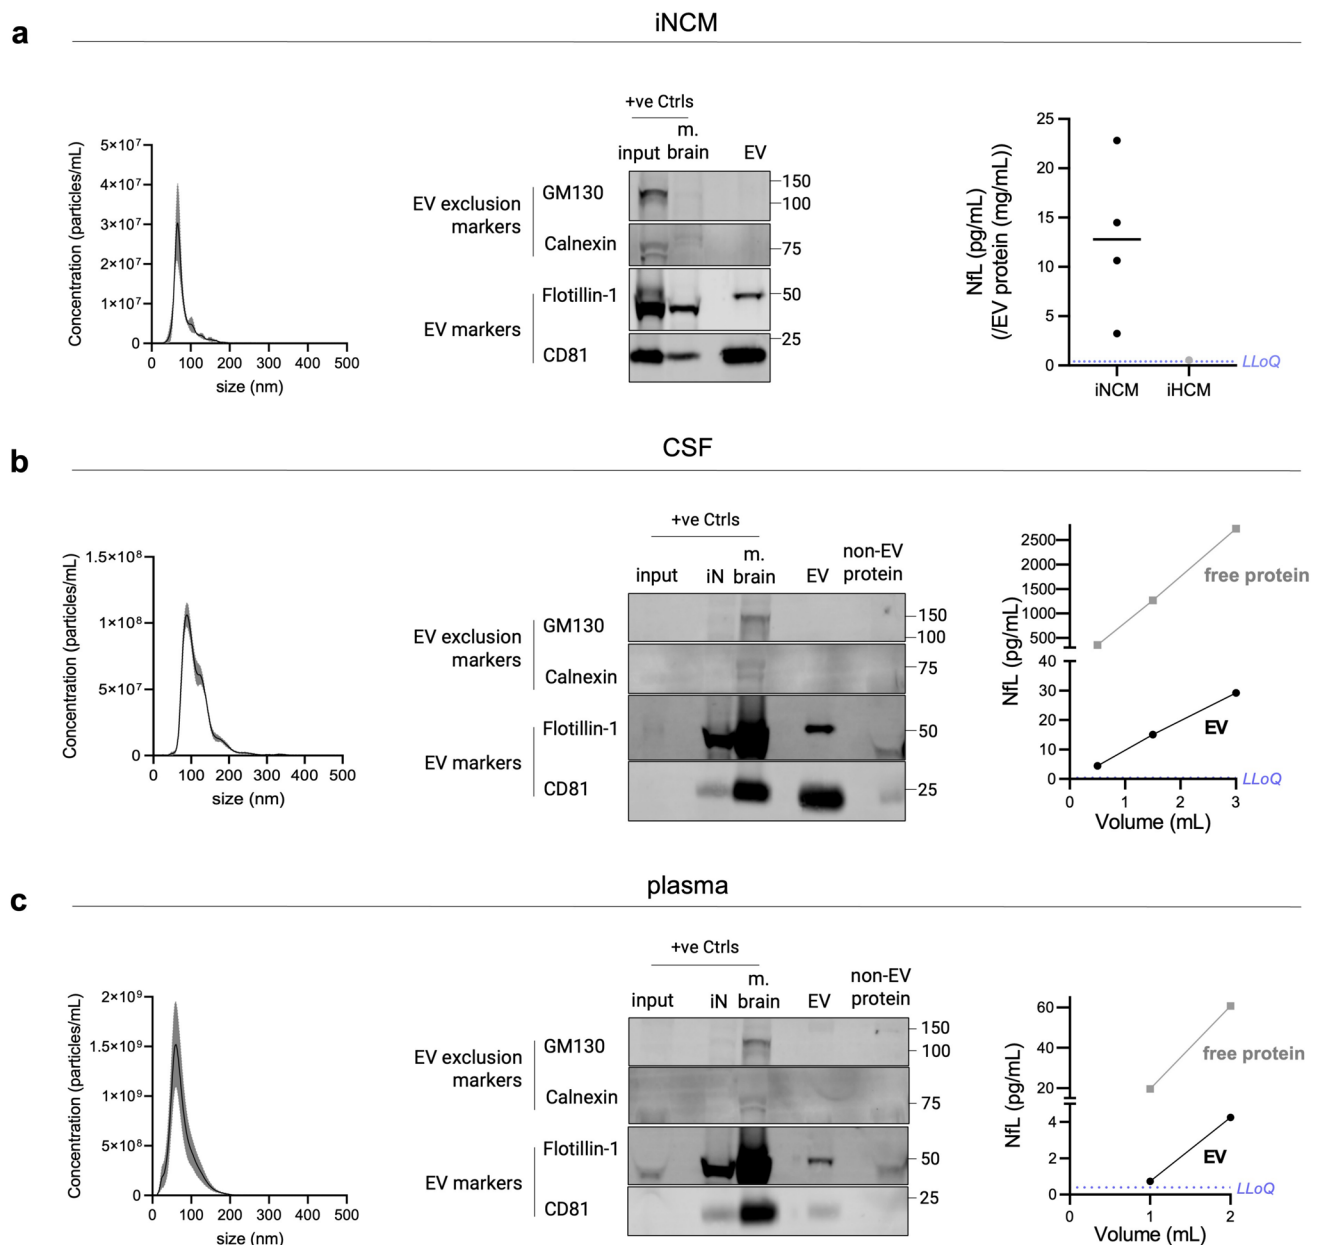 a
iNCM
Concentration (particles/mL)
5×10⁷
4×10⁷
3×10⁷
2×10⁷
1×10⁷
0
0 100 200 300 400 500
size (nm)
+ve Ctrls
m.
input brain EV
EV exclusion
markers
GM130
Calnexin
EV markers
Flotillin-1
CD81
150
100
75
50
25
NfL (pg/mL)
(/EV protein (mg/mL))
25
20
15
10
5
0
LLoQ
iNCM iHCM
b
CSF
Concentration (particles/mL)
1.5×10⁸
1×10⁸
5×10⁷
0
0 100 200 300 400 500
size (nm)
+ve Ctrls
m. non-EV
input iN brain EV protein
EV exclusion
markers
GM130
Calnexin
EV markers
Flotillin-1
CD81
150
100
75
50
25
NfL (pg/mL)
2500
2000
1500
1000
500
40
30
20
10
0
free protein
EV
LLoQ
0 1 2 3
Volume (mL)
c
plasma
Concentration (particles/mL)
2×10⁹
1.5×10⁹
1×10⁹
5×10⁸
0
0 100 200 300 400 500
size (nm)
+ve Ctrls
m. non-EV
input iN brain EV protein
EV exclusion
markers
GM130
Calnexin
EV markers
Flotillin-1
CD81
150
100
75
50
25
NfL (pg/mL)
60
40
20
4
2
0
free protein
EV
LLoQ
0 1 2
Volume (mL)